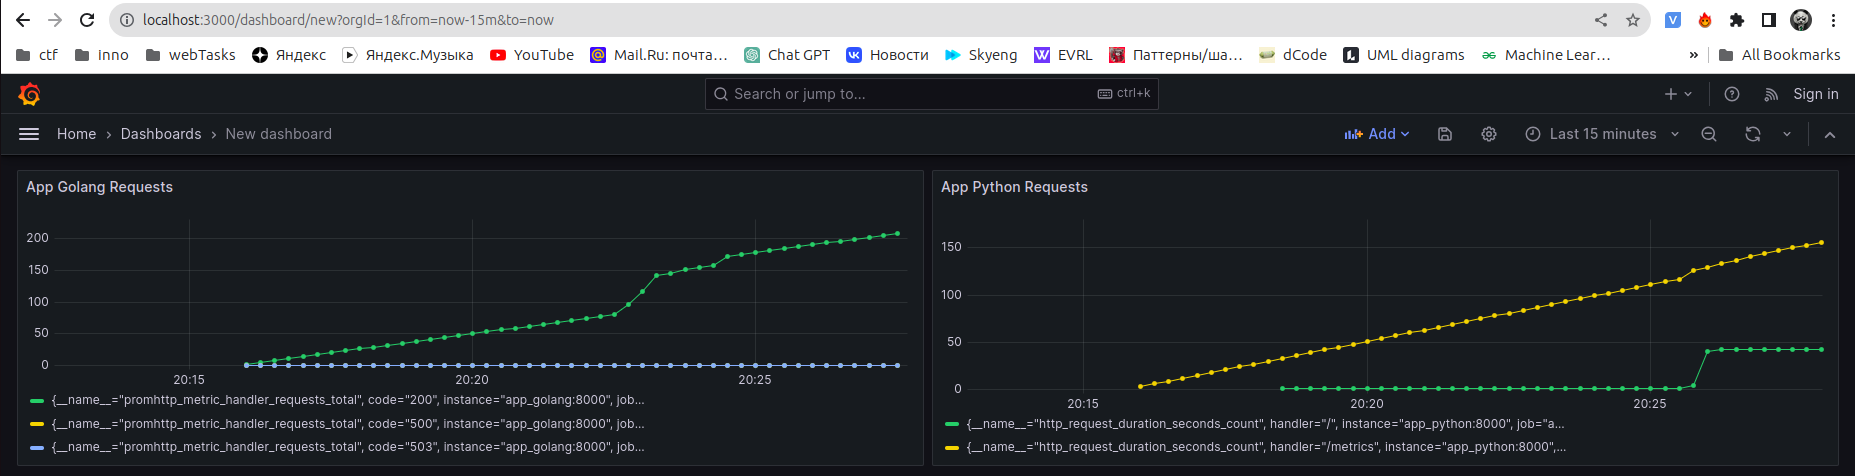 localhost:3000/dashboard/new?orgId=1&from=now-15m&to=now
ctf inno webTasks Яндекс Яндекс.Музыка YouTube Mail.Ru: почта... Chat GPT Новости Skyeng EVRL Паттерны/ша... dCode UML diagrams Machine Lear... » All Bookmarks
Search or jump to... ctrl+k Sign in
Home › Dashboards › New dashboard Add Last 15 minutes
App Golang Requests
200
150
100
50
0
20:15 20:20 20:25
{__name__="promhttp_metric_handler_requests_total", code="200", instance="app_golang:8000", job...
{__name__="promhttp_metric_handler_requests_total", code="500", instance="app_golang:8000", job...
{__name__="promhttp_metric_handler_requests_total", code="503", instance="app_golang:8000", job...
App Python Requests
150
100
50
0
20:15 20:20 20:25
{__name__="http_request_duration_seconds_count", handler="/", instance="app_python:8000", job="a...
{__name__="http_request_duration_seconds_count", handler="/metrics", instance="app_python:8000",...